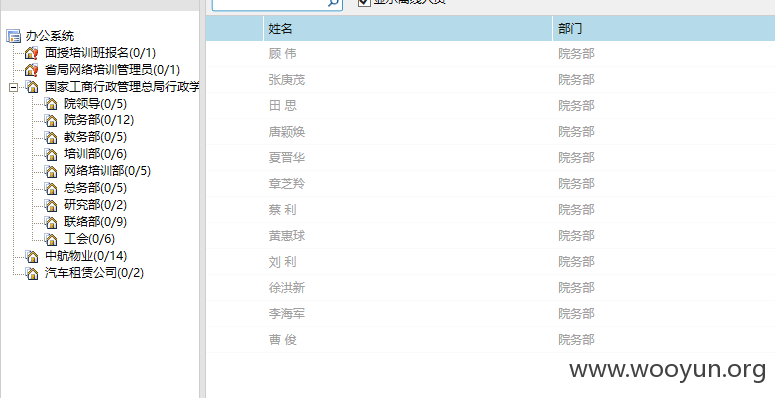 显示离线人员
办公系统
面授培训班报名(0/1)
省局网络培训管理员(0/1)
国家工商行政管理总局行政学
院领导(0/5)
院务部(0/12)
教务部(0/5)
培训部(0/6)
网络培训部(0/5)
总务部(0/5)
研究部(0/2)
联络部(0/9)
工会(0/6)
中航物业(0/14)
汽车租赁公司(0/2)
姓名 部门
顾 伟 院务部
张庚茂 院务部
田 思 院务部
唐颖焕 院务部
夏晋华 院务部
章芝羚 院务部
蔡 利 院务部
黄惠球 院务部
刘 利 院务部
徐洪新 院务部
李海军 院务部
曹 俊 院务部
www.wooyun.org